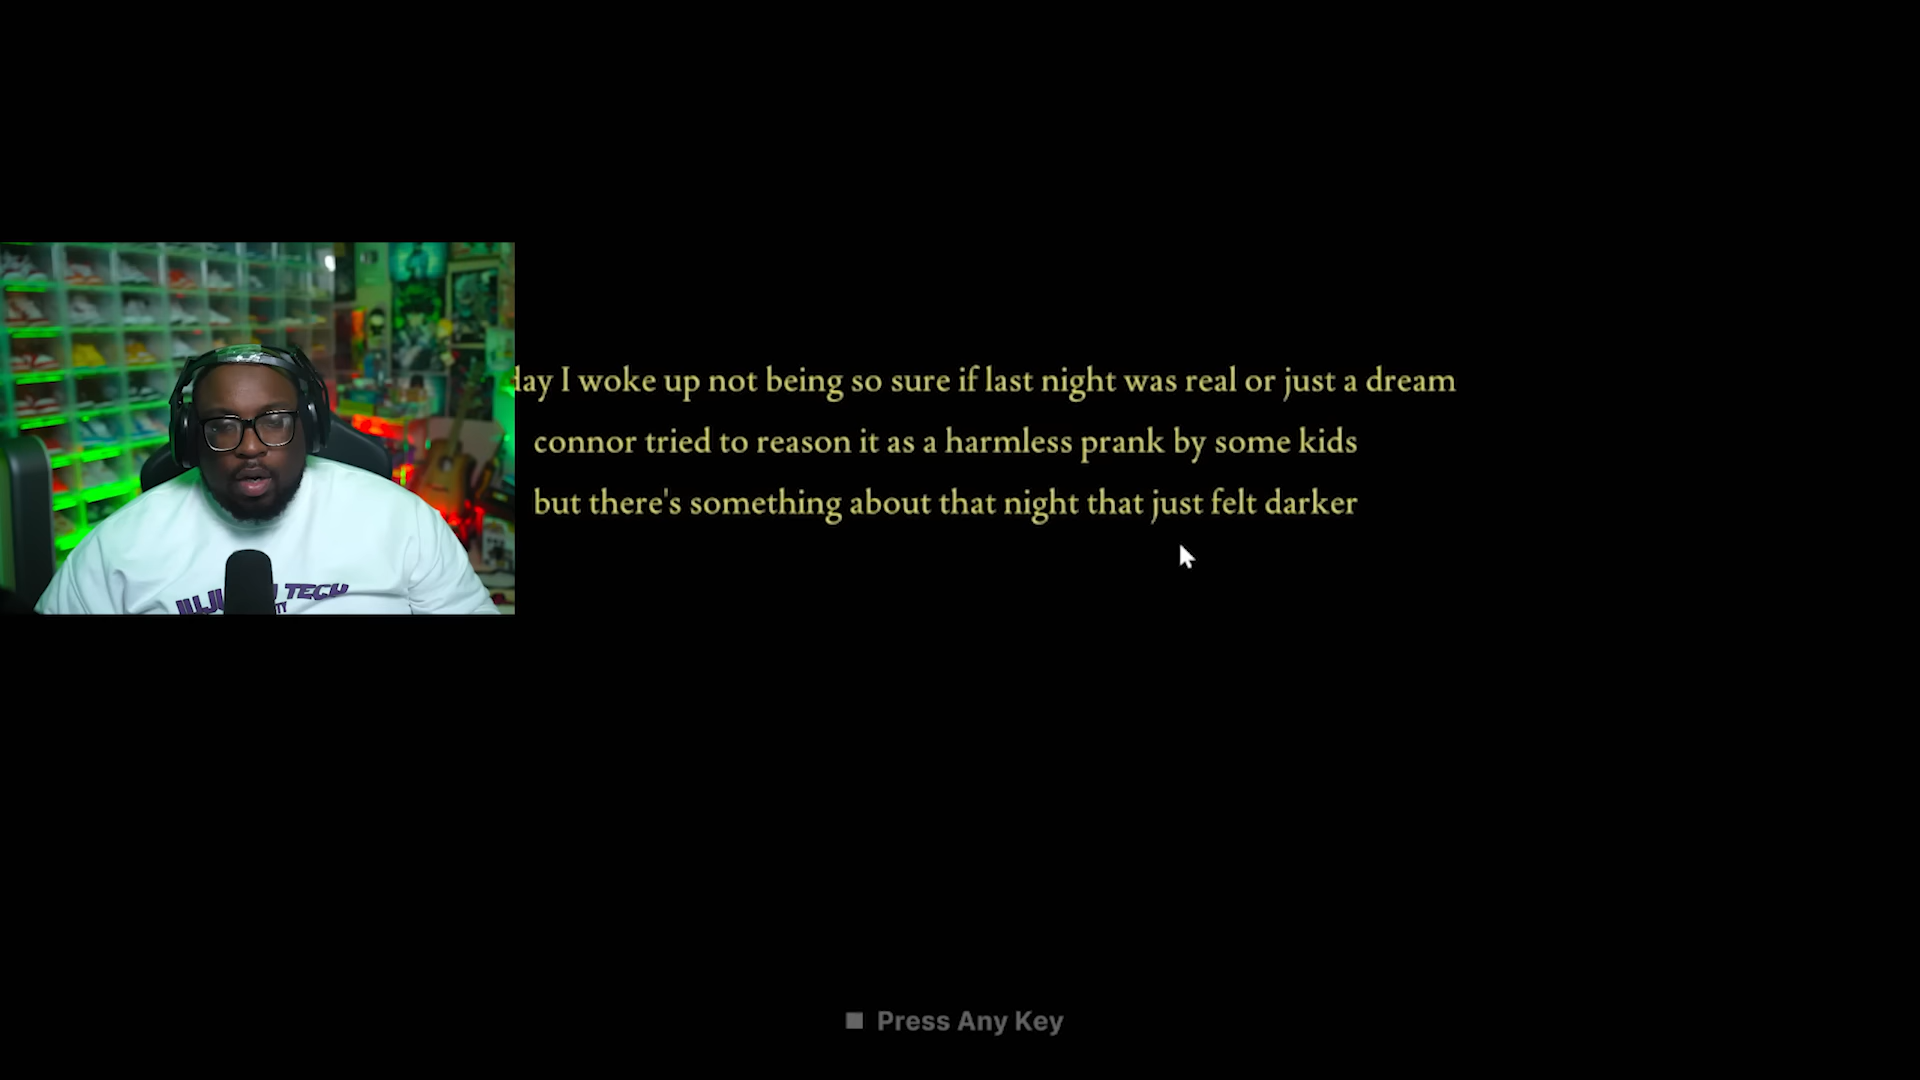 day I woke up not being so sure if last night was real or just a dream
connor tried to reason it as a harmless prank by some kids
but there's something about that night that just felt darker
TECH
Press Any Key